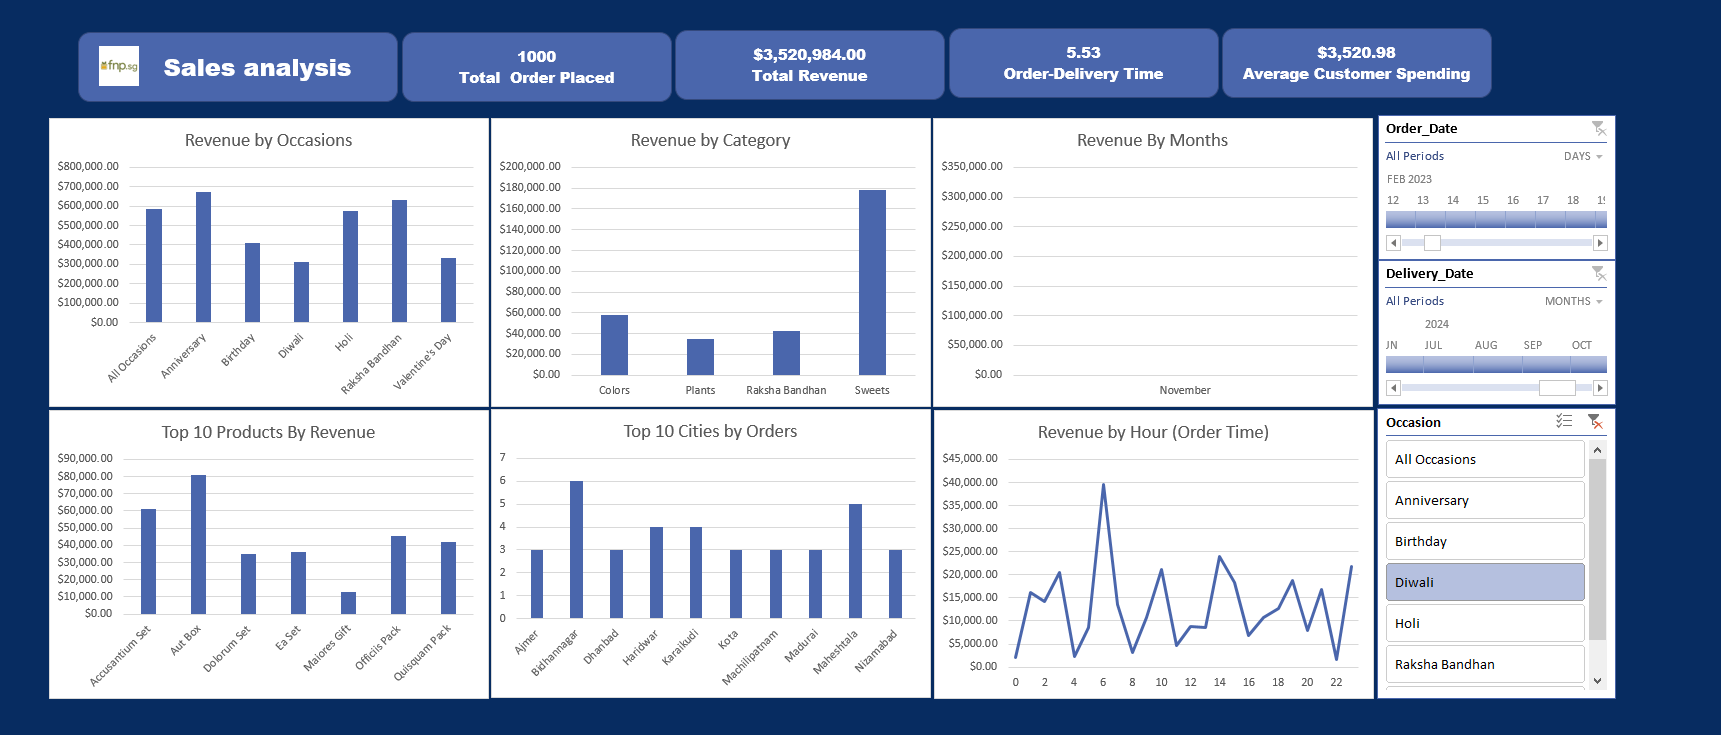 fnp.sg
Sales analysis
1000
Total Order Placed
$3,520,984.00
Total Revenue
5.53
Order-Delivery Time
$3,520.98
Average Customer Spending
Revenue by Occasions
$800,000.00
$700,000.00
$600,000.00
$500,000.00
$400,000.00
$300,000.00
$200,000.00
$100,000.00
$0.00
All Occasions
Anniversary
Birthday
Diwali
Holi
Raksha Bandhan
Valentine's Day
Revenue by Category
$200,000.00
$180,000.00
$160,000.00
$140,000.00
$120,000.00
$100,000.00
$80,000.00
$60,000.00
$40,000.00
$20,000.00
$0.00
Colors Plants Raksha Bandhan Sweets
Revenue By Months
$350,000.00
$300,000.00
$250,000.00
$200,000.00
$150,000.00
$100,000.00
$50,000.00
$0.00
November
Order_Date
All Periods DAYS
FEB 2023
12 13 14 15 16 17 18 19
Delivery_Date
All Periods MONTHS
2024
JN JUL AUG SEP OCT
Top 10 Products By Revenue
$90,000.00
$80,000.00
$70,000.00
$60,000.00
$50,000.00
$40,000.00
$30,000.00
$20,000.00
$10,000.00
$0.00
Accusantium Set
Aut Box
Dolorum Set
Ea Set
Maiores Gift
Officiis Pack
Quisquam Pack
Top 10 Cities by Orders
7
6
5
4
3
2
1
0
Ajmer
Bidhannagar
Dhanbad
Haridwar
Karaikudi
Kota
Machilipatnam
Madurai
Maheshtala
Nizamabad
Revenue by Hour (Order Time)
$45,000.00
$40,000.00
$35,000.00
$30,000.00
$25,000.00
$20,000.00
$15,000.00
$10,000.00
$5,000.00
$0.00
0 2 4 6 8 10 12 14 16 18 20 22
Occasion
All Occasions
Anniversary
Birthday
Diwali
Holi
Raksha Bandhan